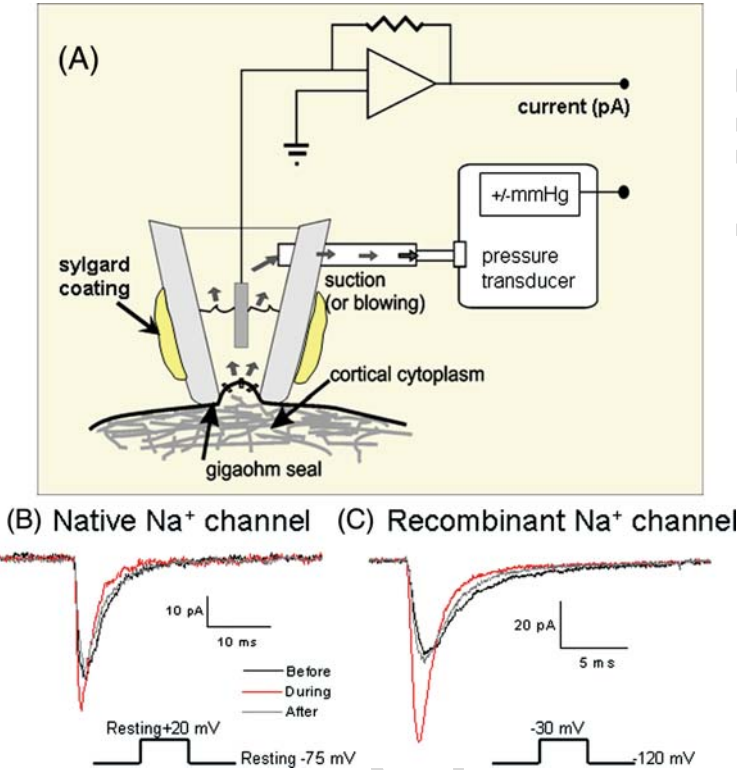 (A)
current (pA)
+/-mmHg
pressure
transducer
sylgard
coating
suction
(or blowing)
cortical cytoplasm
gigaohm seal
(B) Native Na⁺ channel
(C) Recombinant Na⁺ channel
10 pA
10 ms
20 pA
5 ms
Before
During
After
Resting+20 mV
Resting -75 mV
-30 mV
-120 mV